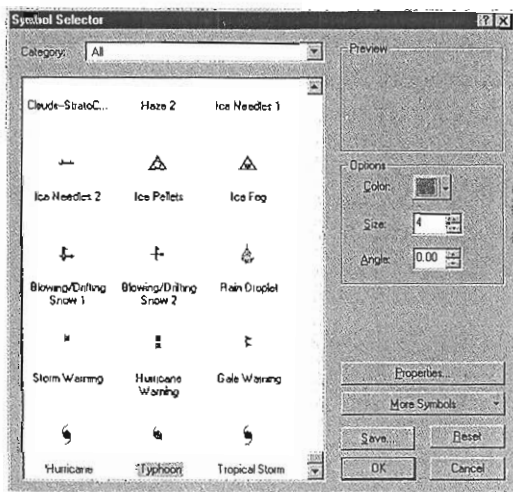 Symbol Selector
Category: All
Preview
Clouds-StratoC... Haze 2 Ice Needles 1
Ice Needles 2 Ice Pellets Ice Fog
Blowing/Drifting Snow 1 Blowing/Drifting Snow 2 Rain Droplet
Storm Warning Hurricane Warning Gale Warning
Hurricane Typhoon Tropical Storm
Options
Color:
Size: 4
Angle: 0.00
Properties...
More Symbols
Save... Reset
OK Cancel